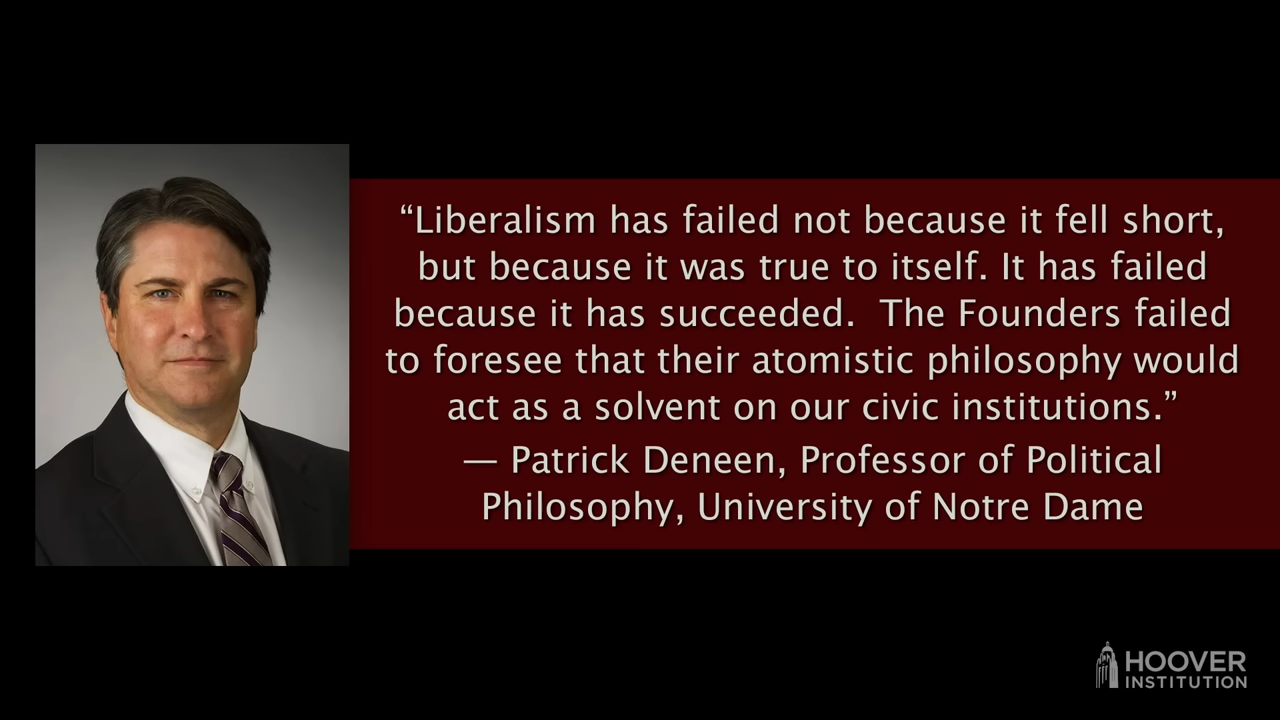 “Liberalism has failed not because it fell short,
but because it was true to itself. It has failed
because it has succeeded.  The Founders failed
to foresee that their atomistic philosophy would
act as a solvent on our civic institutions.”
— Patrick Deneen, Professor of Political
Philosophy, University of Notre Dame
HOOVER
INSTITUTION